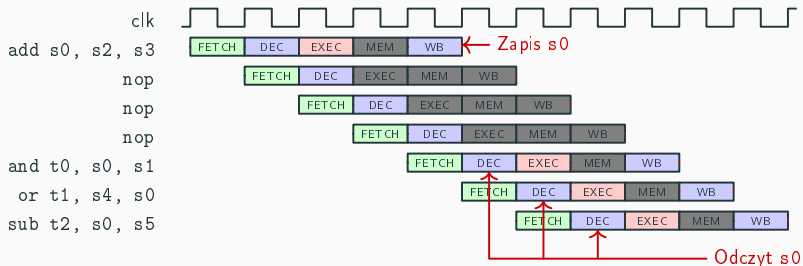 clk
add s0, s2, s3 FETCH DEC EXEC MEM WB Zapis s0
nop FETCH DEC EXEC MEM WB
nop FETCH DEC EXEC MEM WB
nop FETCH DEC EXEC MEM WB
and t0, s0, s1 FETCH DEC EXEC MEM WB
or t1, s4, s0 FETCH DEC EXEC MEM WB
sub t2, s0, s5 FETCH DEC EXEC MEM WB
Odczyt s0